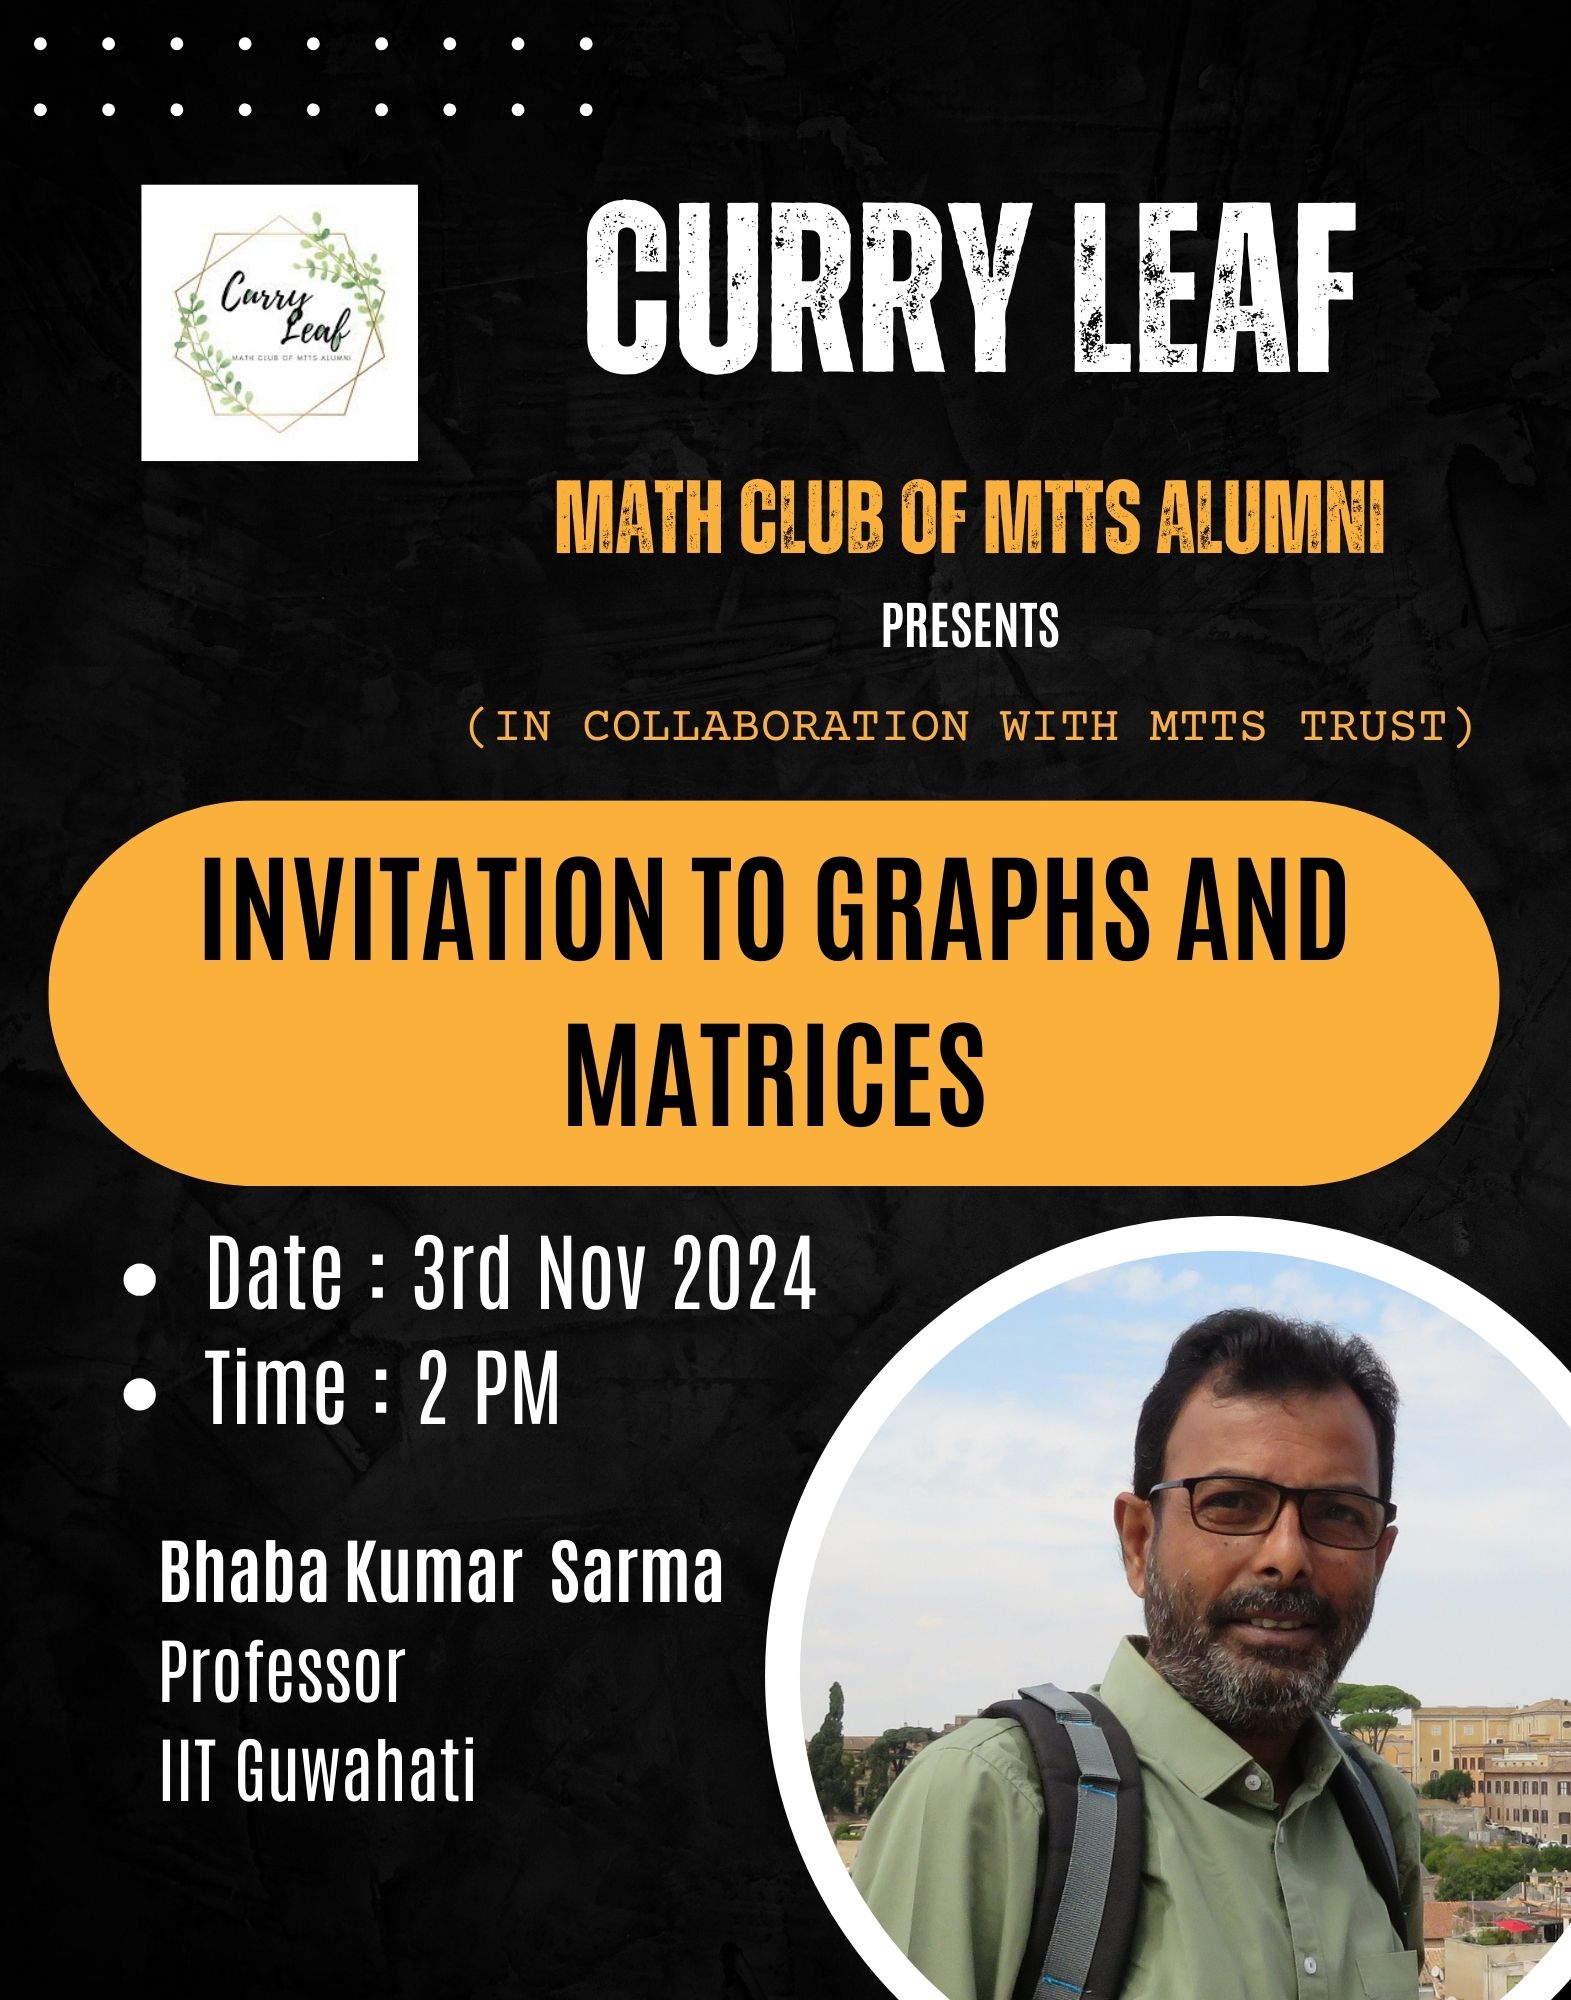 Curry
Leaf
MATH CLUB OF MTTS ALUMNI
CURRY LEAF
MATH CLUB OF MTTS ALUMNI
PRESENTS
(IN COLLABORATION WITH MTTS TRUST)
INVITATION TO GRAPHS AND
MATRICES
• Date : 3rd Nov 2024
• Time : 2 PM
Bhaba Kumar Sarma
Professor
IIT Guwahati